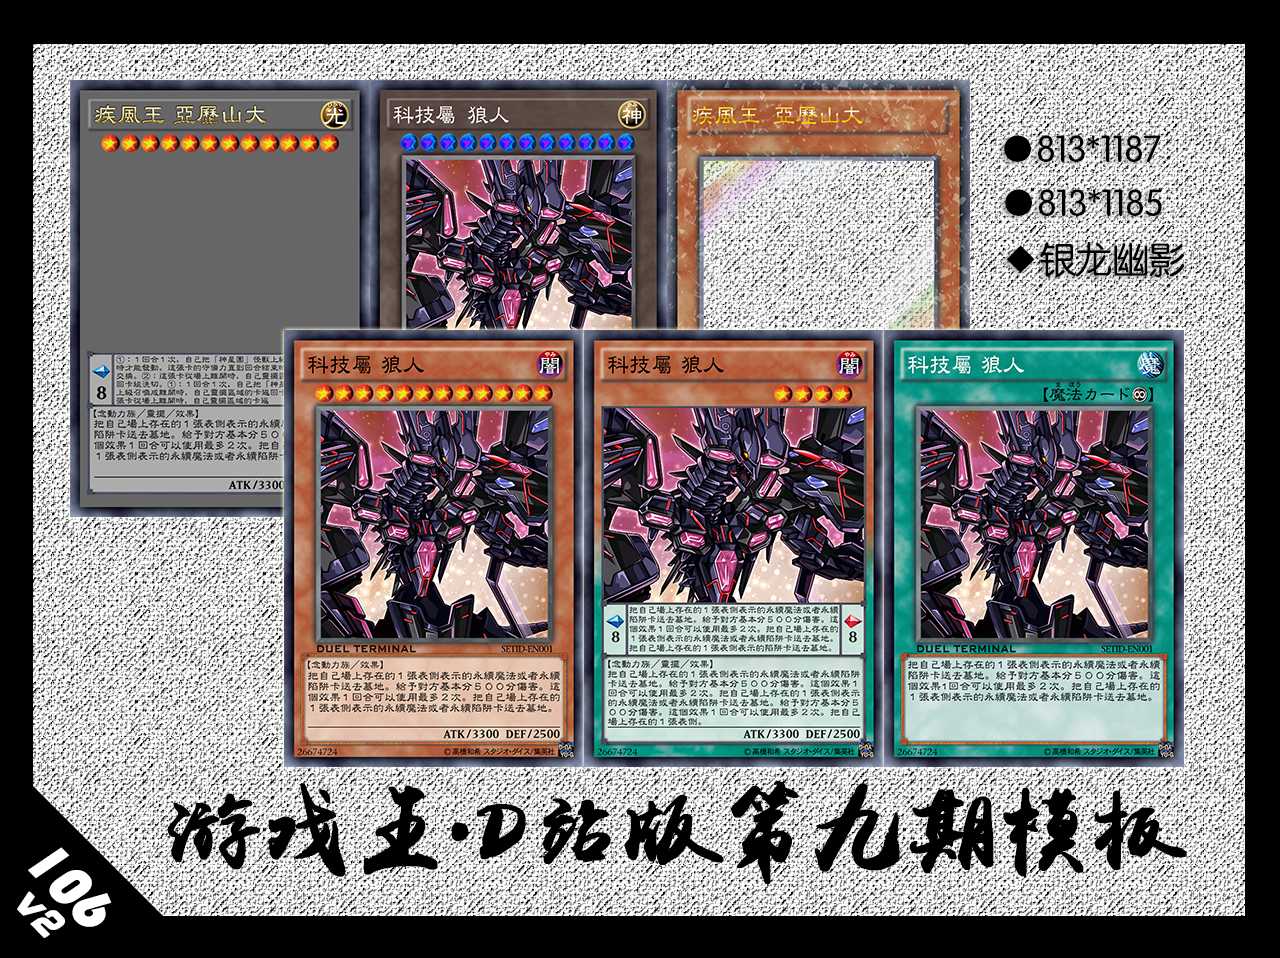 疾風王 亞歷山大
光
科技屬 狼人
神
疾風王 亞歷山大
●813*1187
●813*1185
◆银龙幽影
8
【念動力族／靈擺／效果】
把自己場上存在的1張表側表示的永續
陷阱卡送去墓地。給予對方基本分５０
個效果1回合可以使用最多2次。把自
1張表側表示的永續魔法或者永續陷阱
ATK/3300
科技屬 狼人
闇
DUEL TERMINAL
SETID-EN001
【念動力族／效果】
把自己場上存在的1張表側表示的永續魔法或者永續
陷阱卡送去墓地。給予對方基本分５００分傷害。這
個效果1回合可以使用最多2次。把自己場上存在的
1張表側表示的永續魔法或者永續陷阱卡送去墓地。
ATK/3300 DEF/2500
26674724
©高橋和希 スタジオ・ダイス/集英社
科技屬 狼人
闇
8
把自己場上存在的1張表側表示的永續魔法或者永續
陷阱卡送去墓地。給予對方基本分５００分傷害。這
個效果1回合可以使用最多2次。把自己場上存在的
1張表側表示的永續魔法或者永續陷阱卡送去墓地。
8
【念動力族／靈擺／效果】
ATK/3300 DEF/2500
26674724
©高橋和希 スタジオ・ダイス/集英社
科技屬 狼人
魔
【魔法カード】
DUEL TERMINAL
SETID-EN001
把自己場上存在的1張表側表示的永續魔法或者永續
陷阱卡送去墓地。給予對方基本分５００分傷害。這
個效果1回合可以使用最多2次。把自己場上存在的
1張表側表示的永續魔法或者永續陷阱卡送去墓地。
26674724
©高橋和希 スタジオ・ダイス/集英社
游戏王·D站版第九期模板
106
v2